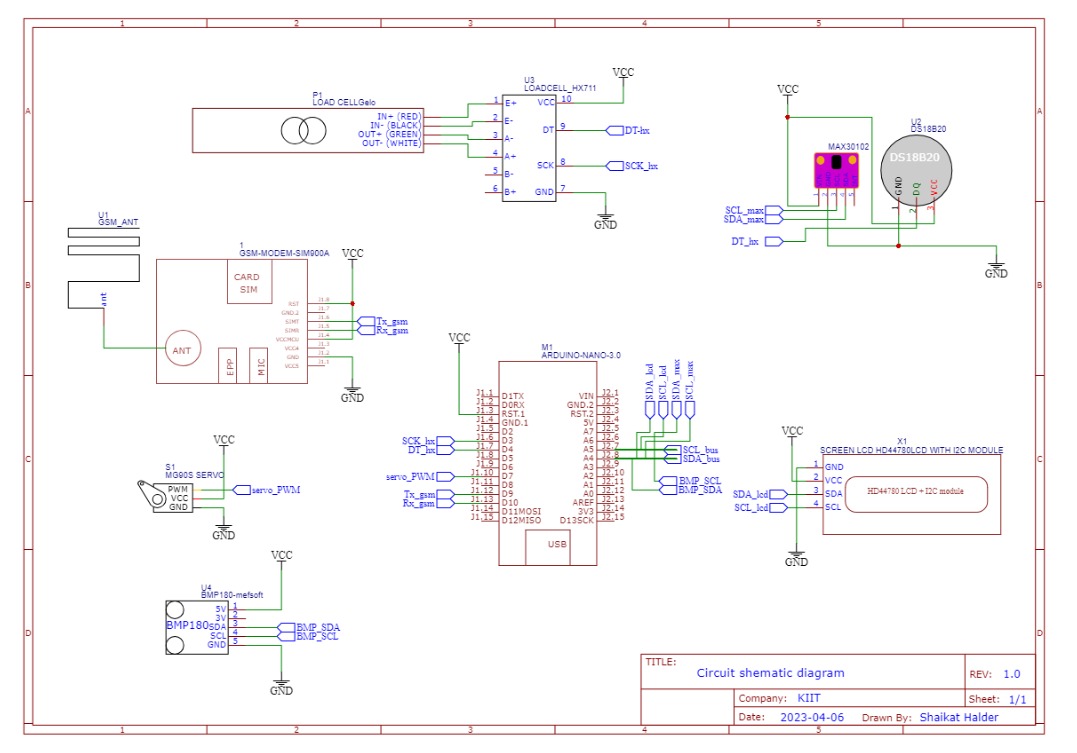 1 2 3 4 5
A
B
C
D
A
B
C
D
P1
LOAD CELLGelo
IN+ (RED)
IN- (BLACK)
OUT+ (GREEN)
OUT- (WHITE)
U3
LOADCELL_HX711
1 E+
2 E-
3 A-
4 A+
5 B-
6 B+
VCC 10
DT 9
SCK 8
GND 7
VCC
DT-hx
SCK_hx
GND
VCC
MAX30102
U2
DS18B20
DS18B20
GND
DQ
VCC
1 2 3
1 2 3 4 5
SCL_max
SDA_max
DT_hx
GND
U1
GSM_ANT
ant
1
GSM-MODEM-SIM900A
CARD
SIM
ANT
EPP
MIC
RST J1.8
GND.2 J1.7
SIMT J1.6
SIMR J1.5
VCCMCU J1.4
VCC4 J1.3
GND J1.2
VCC5 J1.1
VCC
Tx_gsm
Rx_gsm
GND
VCC
M1
ARDUINO-NANO-3.0
J1.1 D1TX
J1.2 D0RX
J1.3 RST.1
J1.4 GND.1
J1.5 D2
J1.6 D3
J1.7 D4
J1.8 D5
J1.9 D6
J1.10 D7
J1.11 D8
J1.12 D9
J1.13 D10
J1.14 D11MOSI
J1.15 D12MISO
VIN J2.1
GND.2 J2.2
RST.2 J2.3
5V J2.4
A7 J2.5
A6 J2.6
A5 J2.7
A4 J2.8
A3 J2.9
A2 J2.10
A1 J2.11
A0 J2.12
AREF J2.13
3V3 J2.14
D13SCK J2.15
USB
SCK_hx
DT_hx
servo_PWM
Tx_gsm
Rx_gsm
SDA_lcd
SCL_lcd
SDA_max
SCL_max
SCL_bus
SDA_bus
BMP_SCL
BMP_SDA
VCC
X1
SCREEN LCD HD44780LCD WITH I2C MODULE
1 GND
2 VCC
3 SDA
4 SCL
HD44780 LCD + I2C module
SDA_lcd
SCL_lcd
GND
VCC
S1
MG90S SERVO
PWM
VCC
GND
servo_PWM
GND
VCC
U4
BMP180-mefsoft
BMP180
5V 1
3V 2
SDA 3
SCL 4
GND 5
BMP_SDA
BMP_SCL
GND
TITLE:
Circuit shematic diagram
REV: 1.0
Company: KIIT
Sheet: 1/1
Date: 2023-04-06 Drawn By: Shaikat Halder
1 2 3 4 5